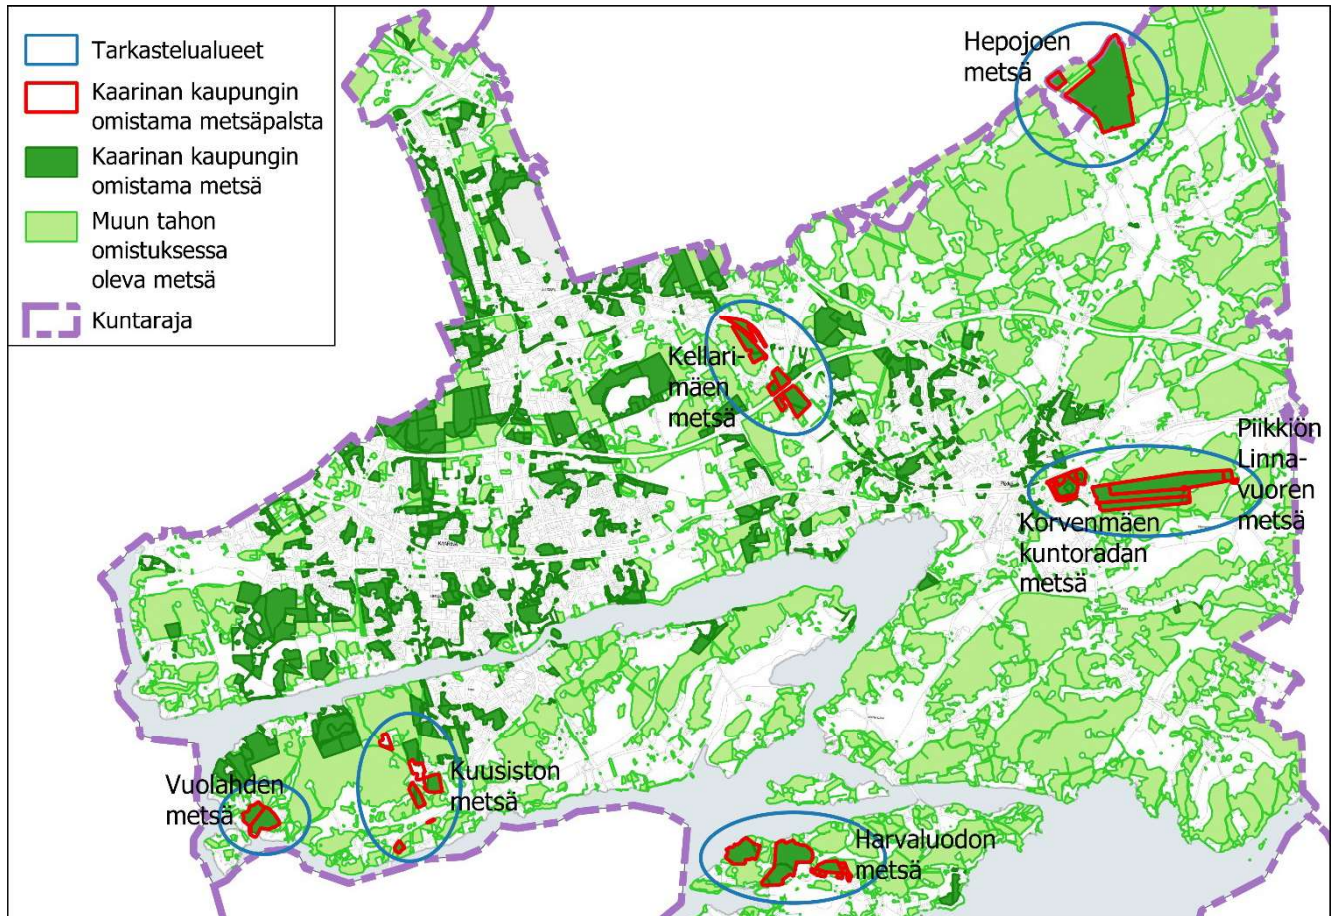 Tarkastelualueet
Kaarinan kaupungin
omistama metsäpalsta
Kaarinan kaupungin
omistama metsä
Muun tahon
omistuksessa
oleva metsä
Kuntaraja
Hepojoen
metsä
Kellari-
mäen
metsä
Piikkiön
Linna-
vuoren
metsä
Korvenmäen
kuntoradan
metsä
Vuolahden
metsä
Kuusiston
metsä
Harvaluodon
metsä